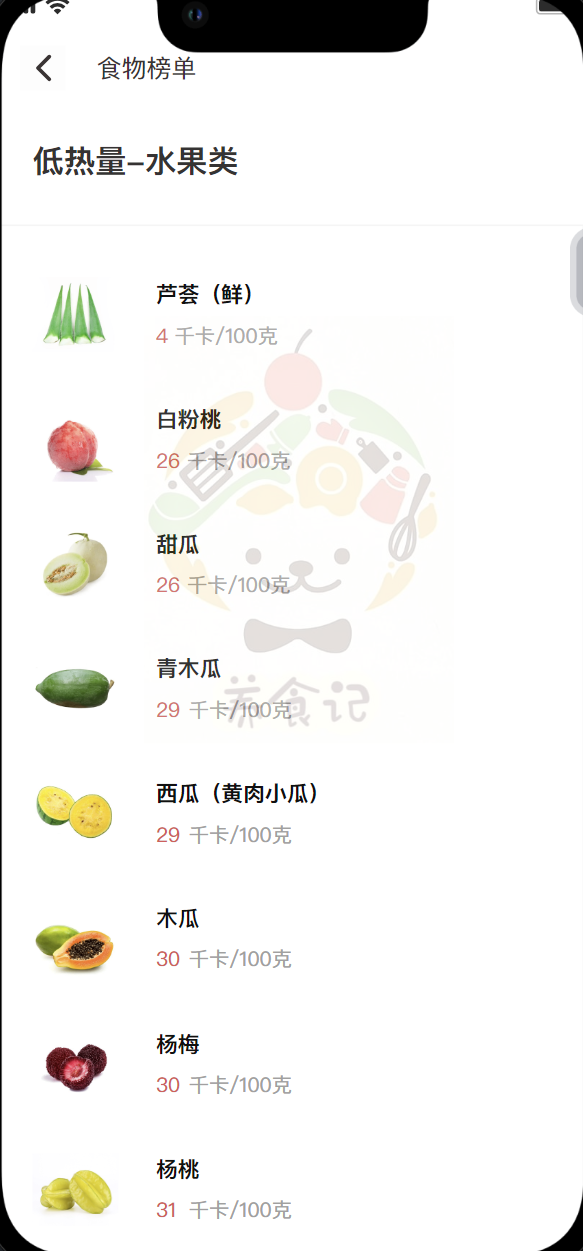 食物榜单
低热量–水果类
芦荟（鲜）
4 千卡/100克
白粉桃
26 千卡/100克
甜瓜
26 千卡/100克
青木瓜
29 千卡/100克
养食记
西瓜（黄肉小瓜）
29 千卡/100克
木瓜
30 千卡/100克
杨梅
30 千卡/100克
杨桃
31 千卡/100克